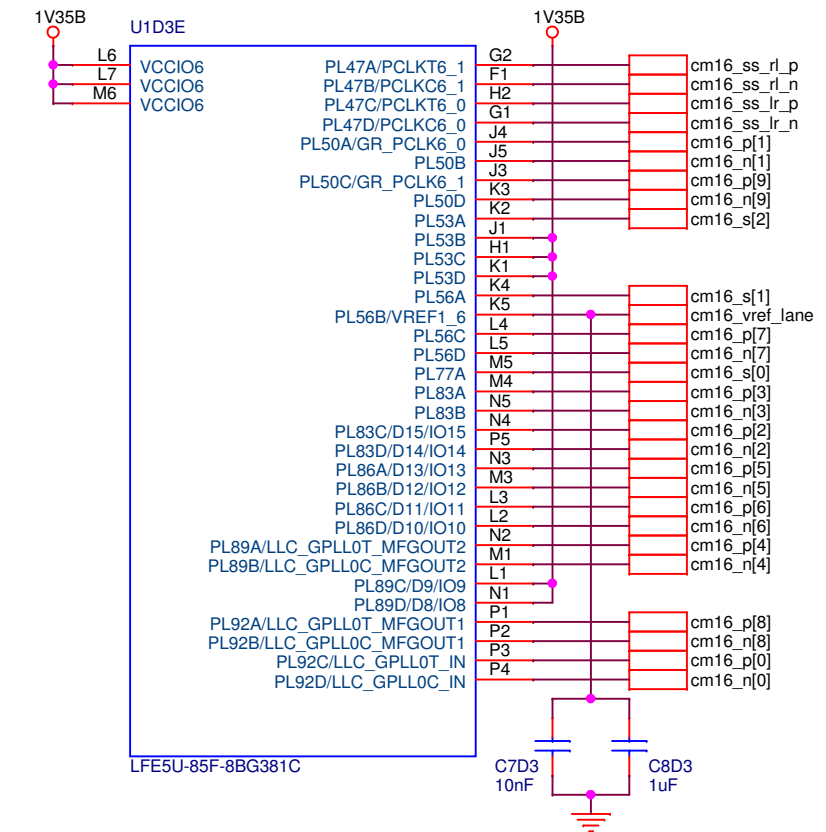 1V35B
1V35B
U1D3E
L6 VCCIO6
L7 VCCIO6
M6 VCCIO6
PL47A/PCLKT6_1 G2 cm16_ss_rl_p
PL47B/PCLKC6_1 F1 cm16_ss_rl_n
PL47C/PCLKT6_0 H2 cm16_ss_lr_p
PL47D/PCLKC6_0 G1 cm16_ss_lr_n
PL50A/GR_PCLK6_0 J4 cm16_p[1]
PL50B J5 cm16_n[1]
PL50C/GR_PCLK6_1 J3 cm16_p[9]
PL50D K3 cm16_n[9]
PL53A K2 cm16_s[2]
PL53B J1
PL53C H1
PL53D K1
PL56A K4 cm16_s[1]
PL56B/VREF1_6 K5 cm16_vref_lane
PL56C L4 cm16_p[7]
PL56D L5 cm16_n[7]
PL77A M5 cm16_s[0]
PL83A M4 cm16_p[3]
PL83B N5 cm16_n[3]
PL83C/D15/IO15 N4 cm16_p[2]
PL83D/D14/IO14 P5 cm16_n[2]
PL86A/D13/IO13 N3 cm16_p[5]
PL86B/D12/IO12 M3 cm16_n[5]
PL86C/D11/IO11 L3 cm16_p[6]
PL86D/D10/IO10 L2 cm16_n[6]
PL89A/LLC_GPLL0T_MFGOUT2 N2 cm16_p[4]
PL89B/LLC_GPLL0C_MFGOUT2 M1 cm16_n[4]
PL89C/D9/IO9 L1
PL89D/D8/IO8 N1
PL92A/LLC_GPLL0T_MFGOUT1 P1 cm16_p[8]
PL92B/LLC_GPLL0C_MFGOUT1 P2 cm16_n[8]
PL92C/LLC_GPLL0T_IN P3 cm16_p[0]
PL92D/LLC_GPLL0C_IN P4 cm16_n[0]
LFE5U-85F-8BG381C
C7D3
10nF
C8D3
1uF